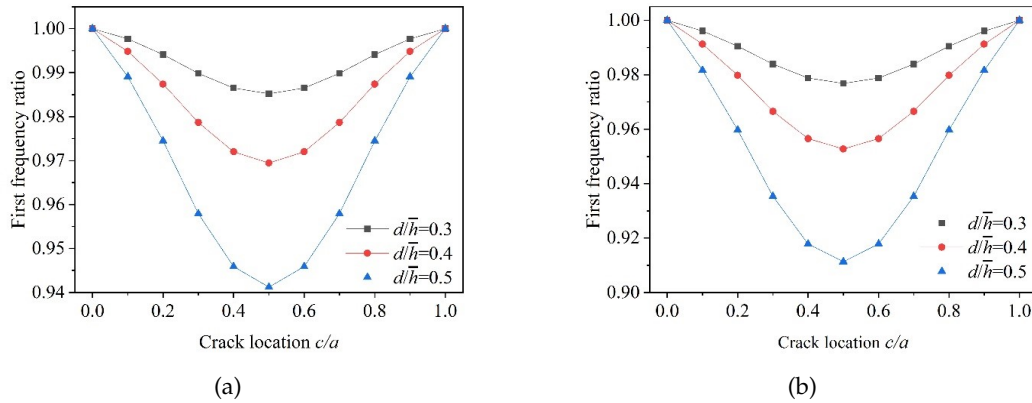 First frequency ratio
1.00
0.99
0.98
0.97
0.96
0.95
0.94
0.0
0.2
0.4
0.6
0.8
1.0
Crack location c/a
d/h̅=0.3
d/h̅=0.4
d/h̅=0.5
(a)
First frequency ratio
1.00
0.98
0.96
0.94
0.92
0.90
0.0
0.2
0.4
0.6
0.8
1.0
Crack location c/a
d/h̅=0.3
d/h̅=0.4
d/h̅=0.5
(b)